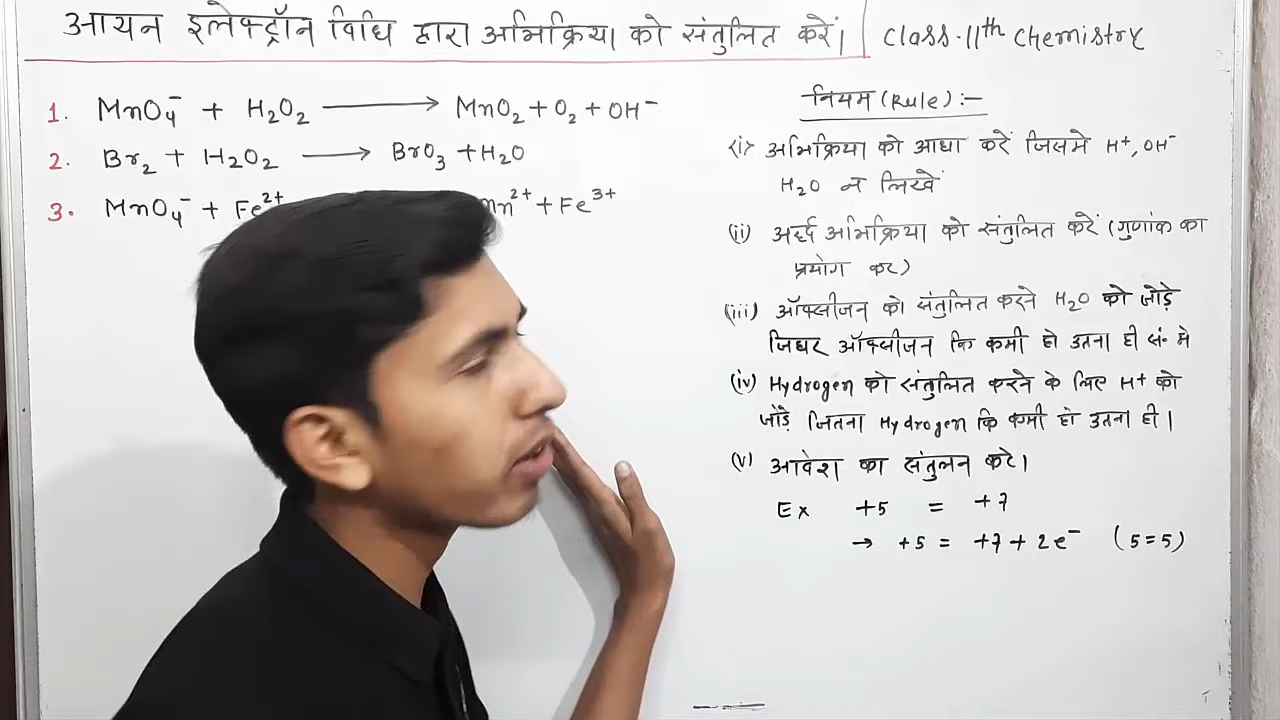 आयन इलेक्ट्रॉन विधि द्वारा अभिक्रिया को संतुलित करें। Class-11th Chemistry
1. MnO₄⁻ + H₂O₂ ⟶ MnO₂ + O₂ + OH⁻
2. Br₂ + H₂O₂ ⟶ BrO₃ + H₂O
3. MnO₄⁻ + Fe²⁺ Mn²⁺ + Fe³⁺
नियम (Rule) :-
(i) अभिक्रिया को आधा करें जिसमे H⁺, OH⁻
H₂O न लिखें
(ii) अर्द्ध अभिक्रिया को संतुलित करें (गुणांक का
प्रयोग कर)
(iii) ऑक्सीजन को संतुलित करने H₂O को जोड़े
जिधर ऑक्सीजन कि कमी हो उतना ही सं॰ मे
(iv) Hydrogen को संतुलित करने के लिए H⁺ को
जोड़े जितना Hydrogen कि कमी हो उतना ही।
(v) आवेश का संतुलन करे।
Ex +5 = +7
→ +5 = +7 + 2e⁻ (5=5)